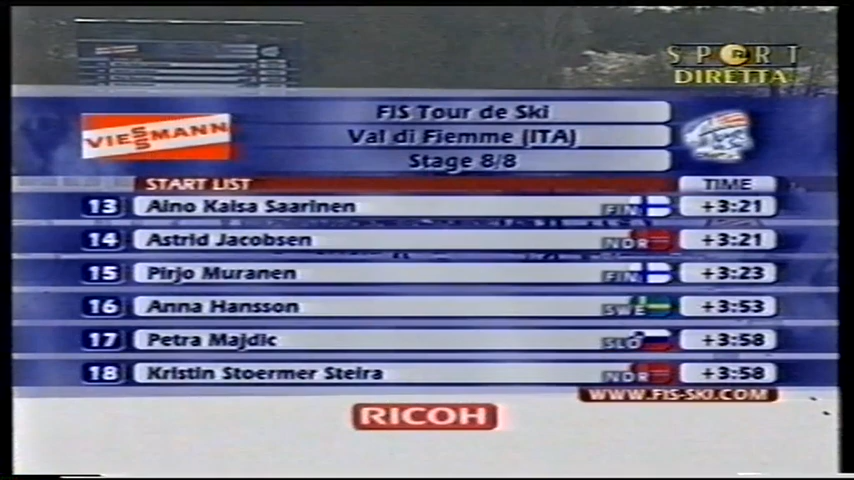 SPORT
DIRETTA
VIESSMANN
FIS Tour de Ski
Val di Fiemme (ITA)
Stage 8/8
START LIST TIME
13 Aino Kaisa Saarinen FIN +3:21
14 Astrid Jacobsen NOR +3:21
15 Pirjo Muranen FIN +3:23
16 Anna Hansson SWE +3:53
17 Petra Majdic SLO +3:58
18 Kristin Stoermer Steira NOR +3:58
WWW.FIS-SKI.COM
RICOH